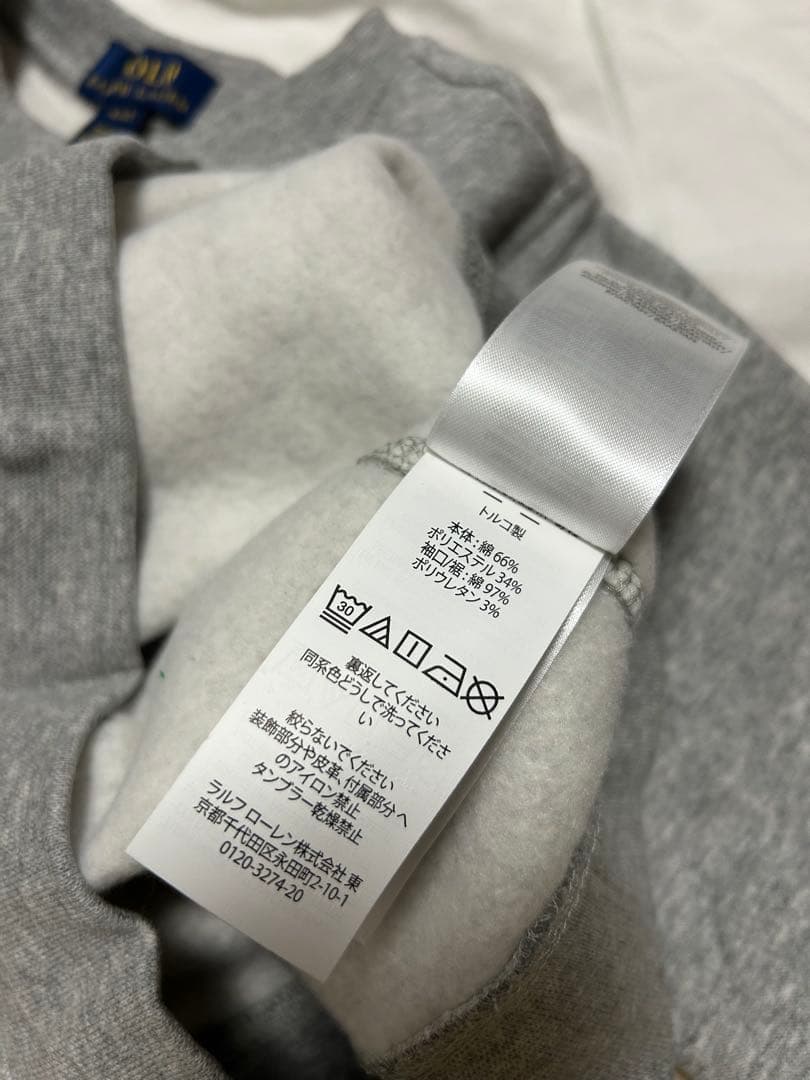 トルコ製
本体 : 綿 66%
ポリエステル 34%
袖口/裾 : 綿 97%
ポリウレタン 3%
30
裏返してください
同系色どうしで洗ってくださ
い
絞らないでください
装飾部分や皮革、付属部分へ
のアイロン禁止
タンブラー乾燥禁止
ラルフ ローレン株式会社 東
京都千代田区永田町2-10-1
0120-3274-20